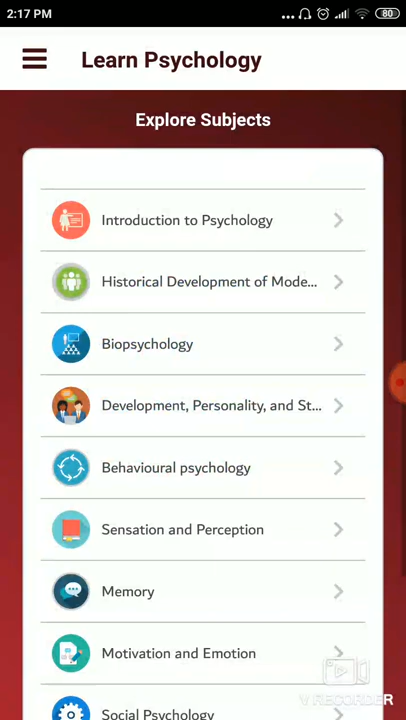 2:17 PM
80
Learn Psychology
Explore Subjects
Introduction to Psychology
Historical Development of Mode...
Biopsychology
Development, Personality, and St...
Behavioural psychology
Sensation and Perception
Memory
Motivation and Emotion
V RECORDER
Social Psychology